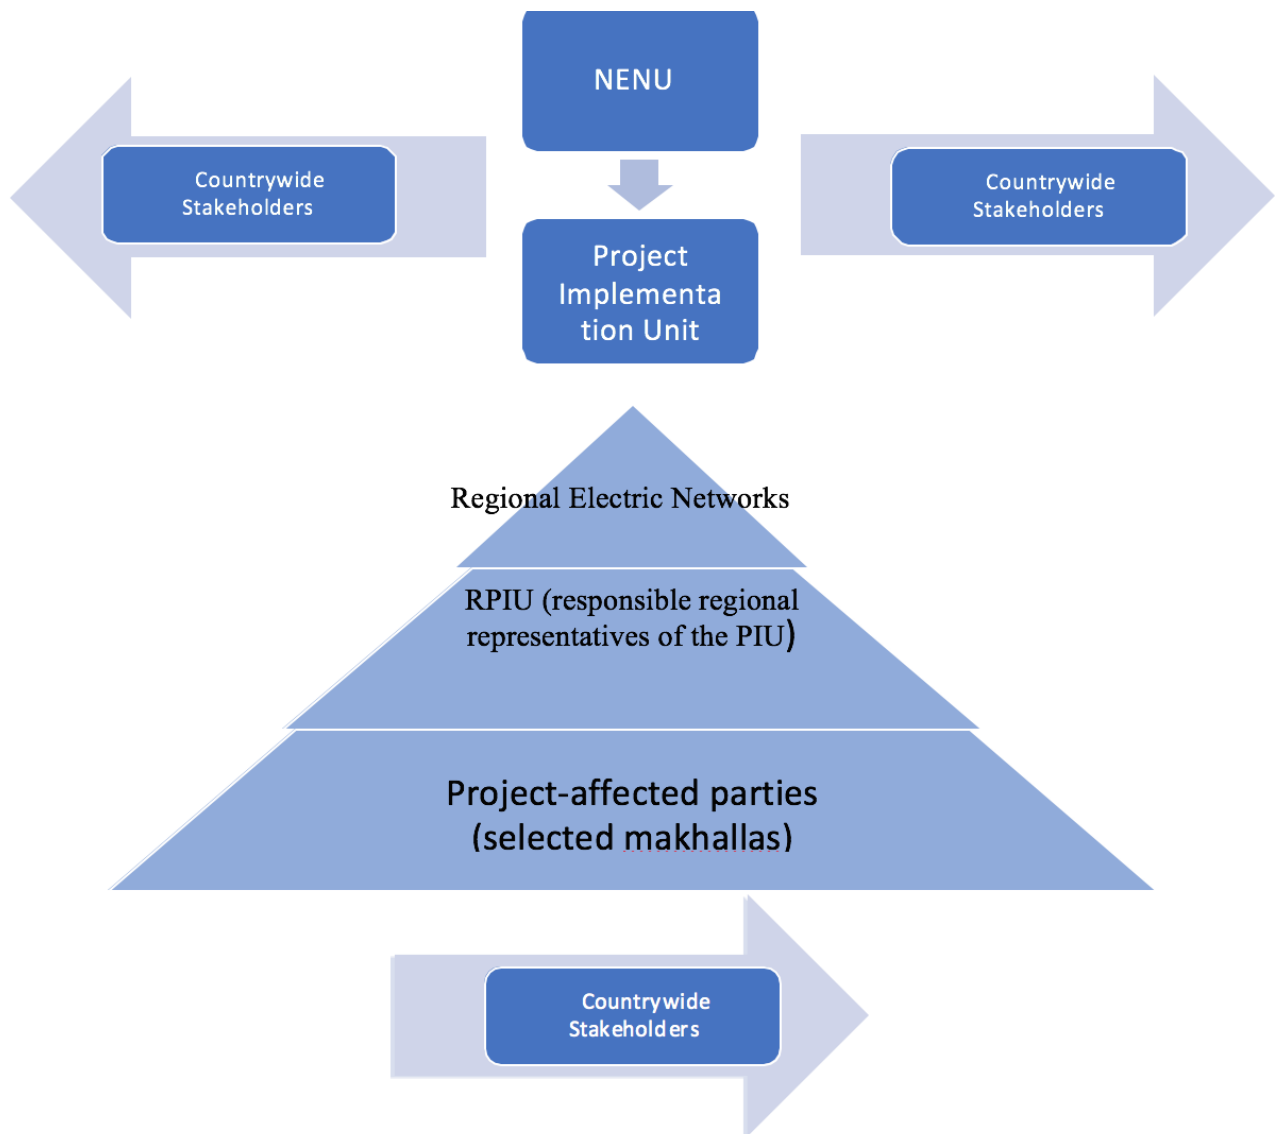 NENU
Countrywide
Stakeholders
Countrywide
Stakeholders
Project
Implementa
tion Unit
Regional Electric Networks
RPIU (responsible regional
representatives of the PIU)
Project-affected parties
(selected makhallas)
Countrywide
Stakeholders